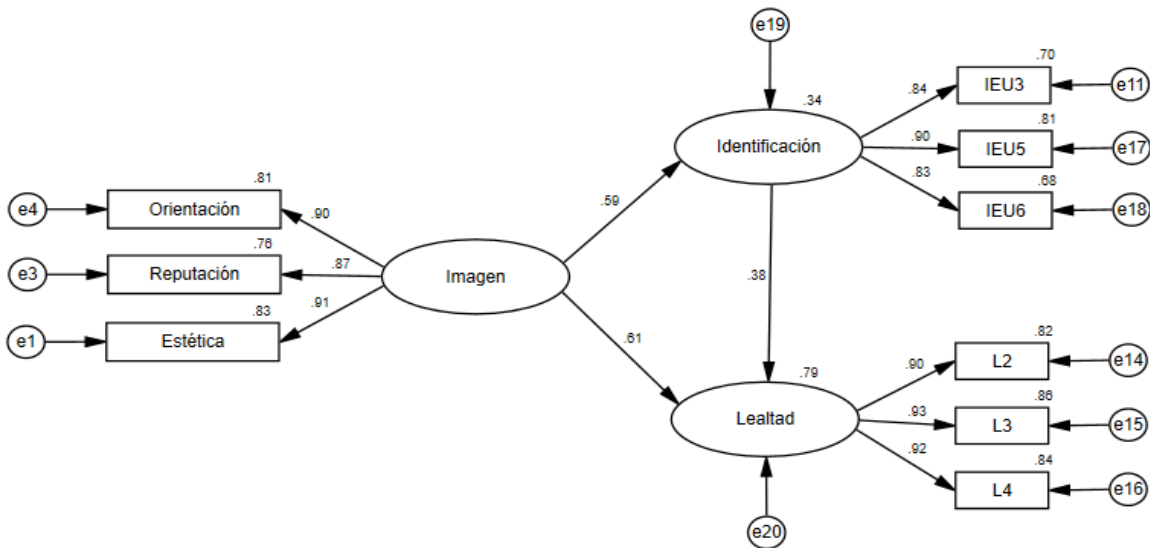 e19
.70
.34
.84
IEU3
e11
.81
Identificación
.90
IEU5
e17
.83
.68
IEU6
e18
.81
e4
Orientación
.90
.59
.76
e3
Reputación
.87
Imagen
.38
.83
.91
e1
Estética
.61
.82
.90
L2
e14
.79
.86
Lealtad
.93
L3
e15
.92
.84
L4
e16
e20